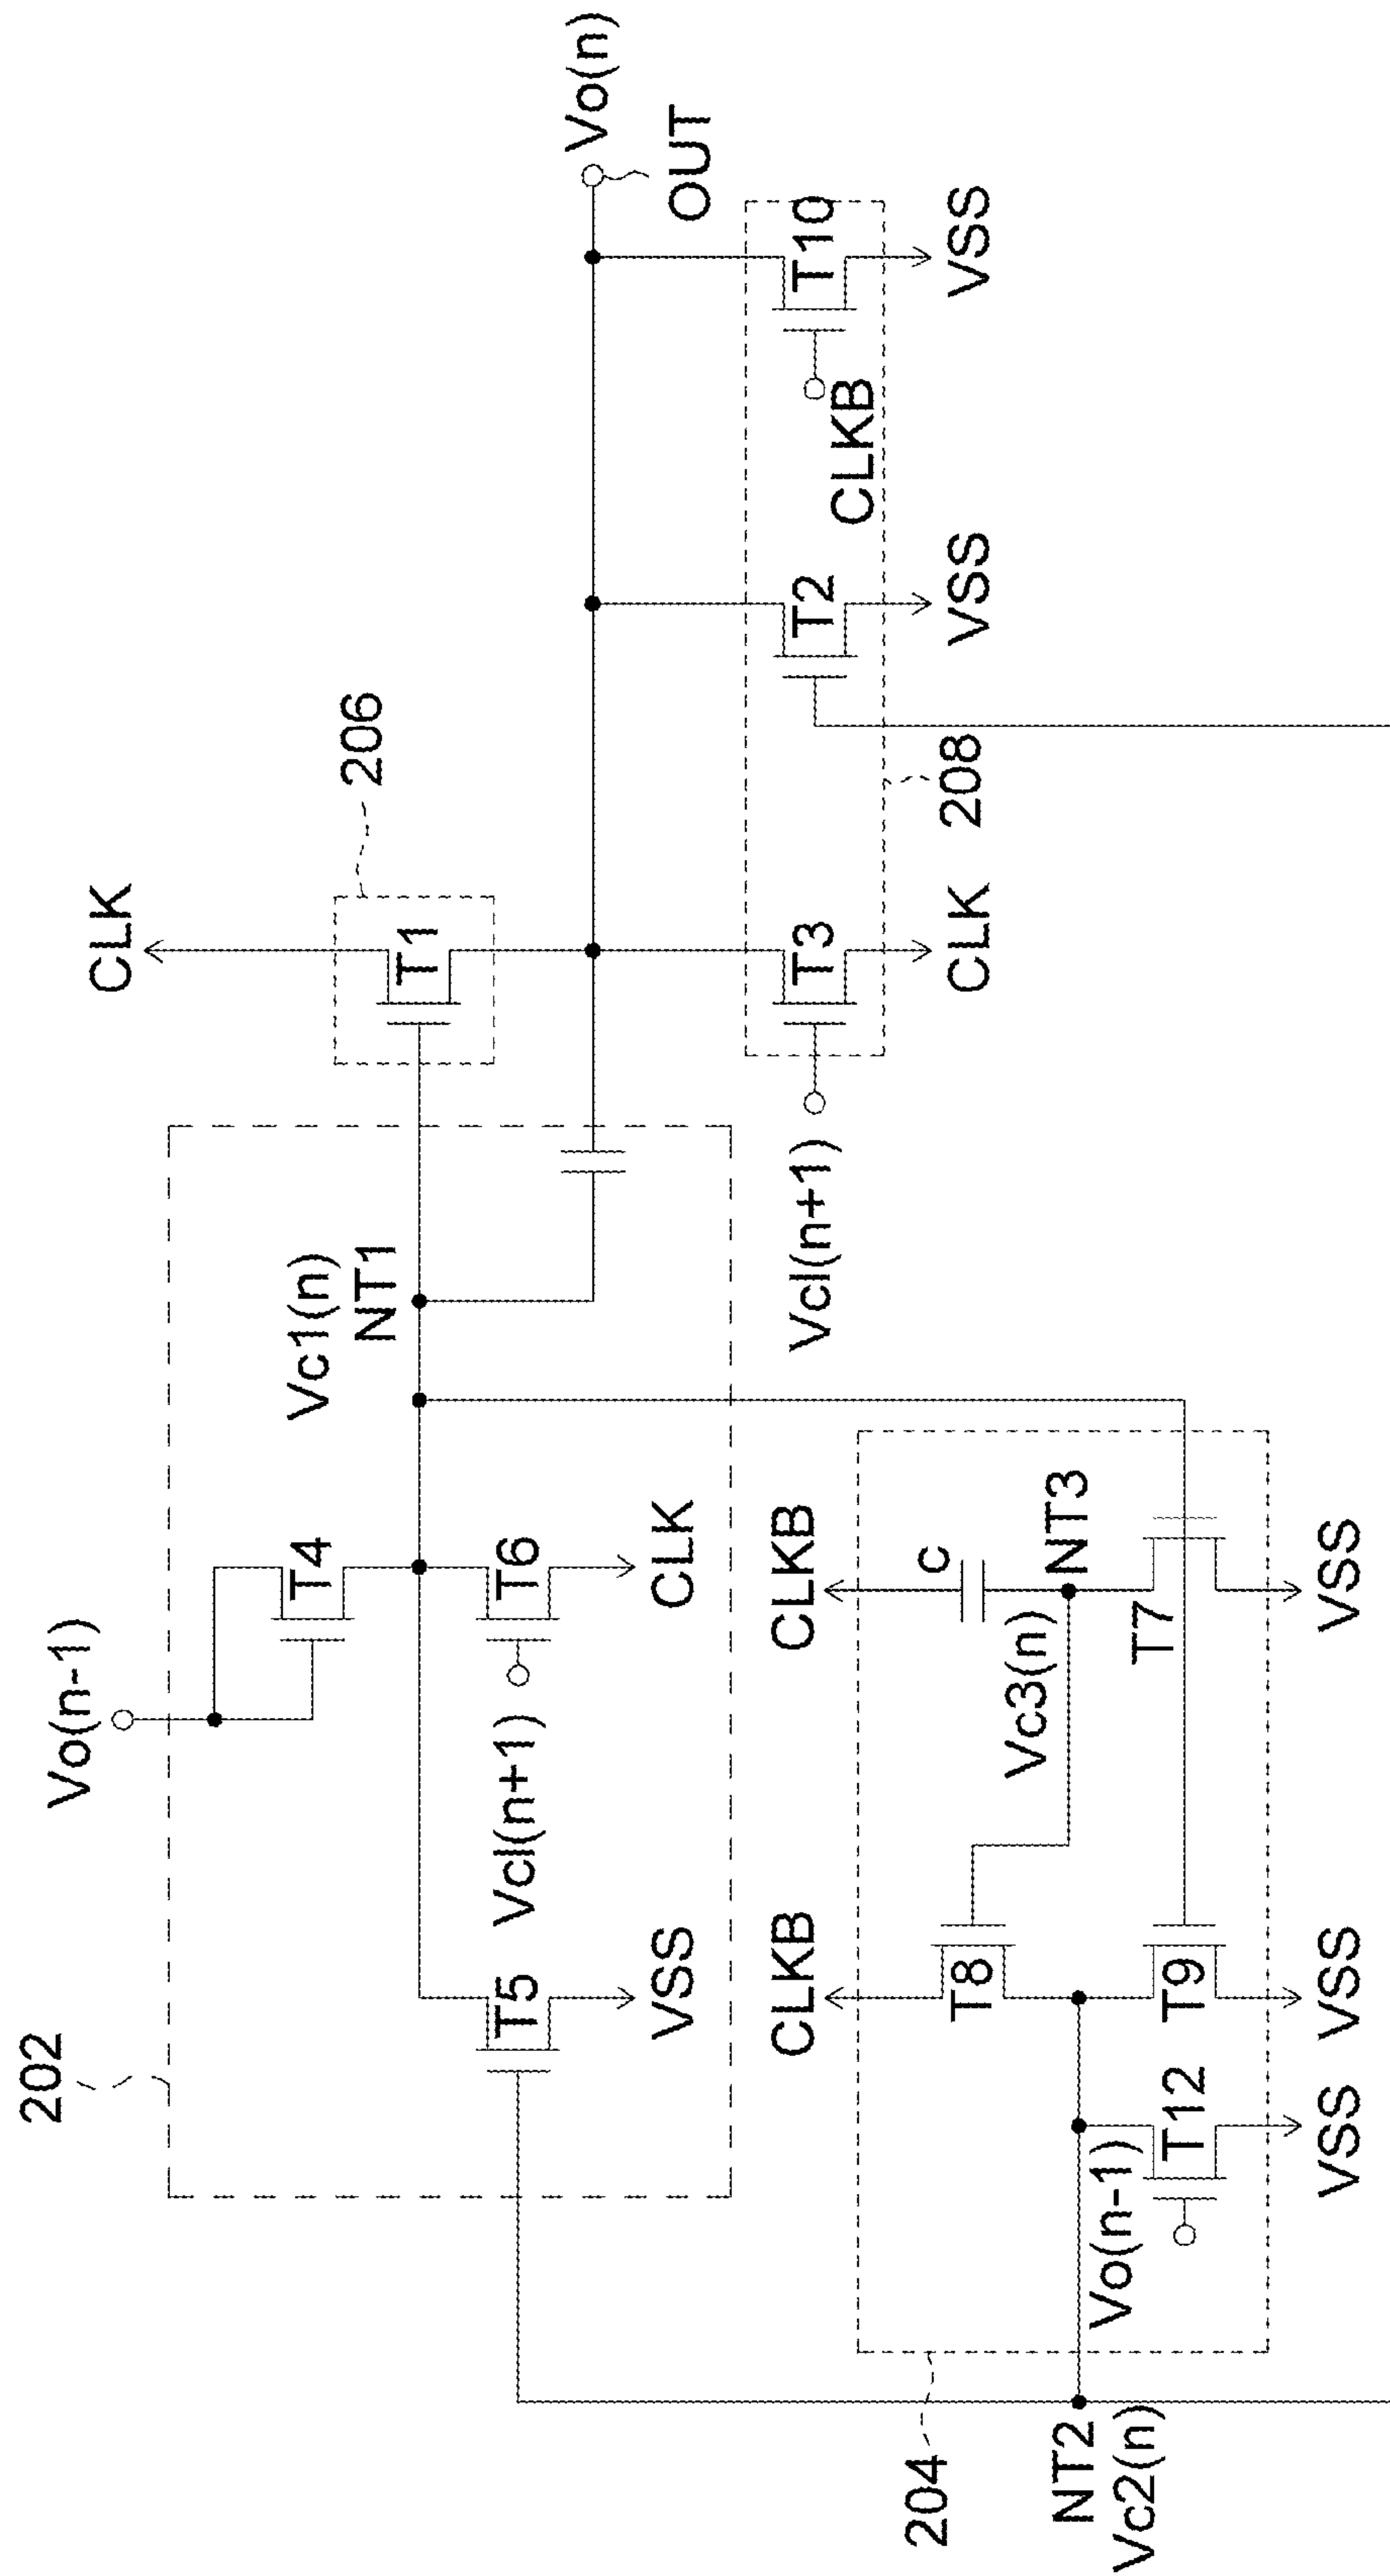 202
Vo(n-1)
T4
Vc1(n)
NT1
CLK
206
T1
Vo(n)
OUT
T5
VSS
Vcl(n+1)
T6
CLK
Vcl(n+1)
T3
CLK
208
T2
VSS
CLKB
T10
VSS
204
NT2
Vc2(n)
CLKB
T8
Vo(n-1)
T12
VSS
T9
VSS
CLKB
c
Vc3(n)
NT3
T7
VSS